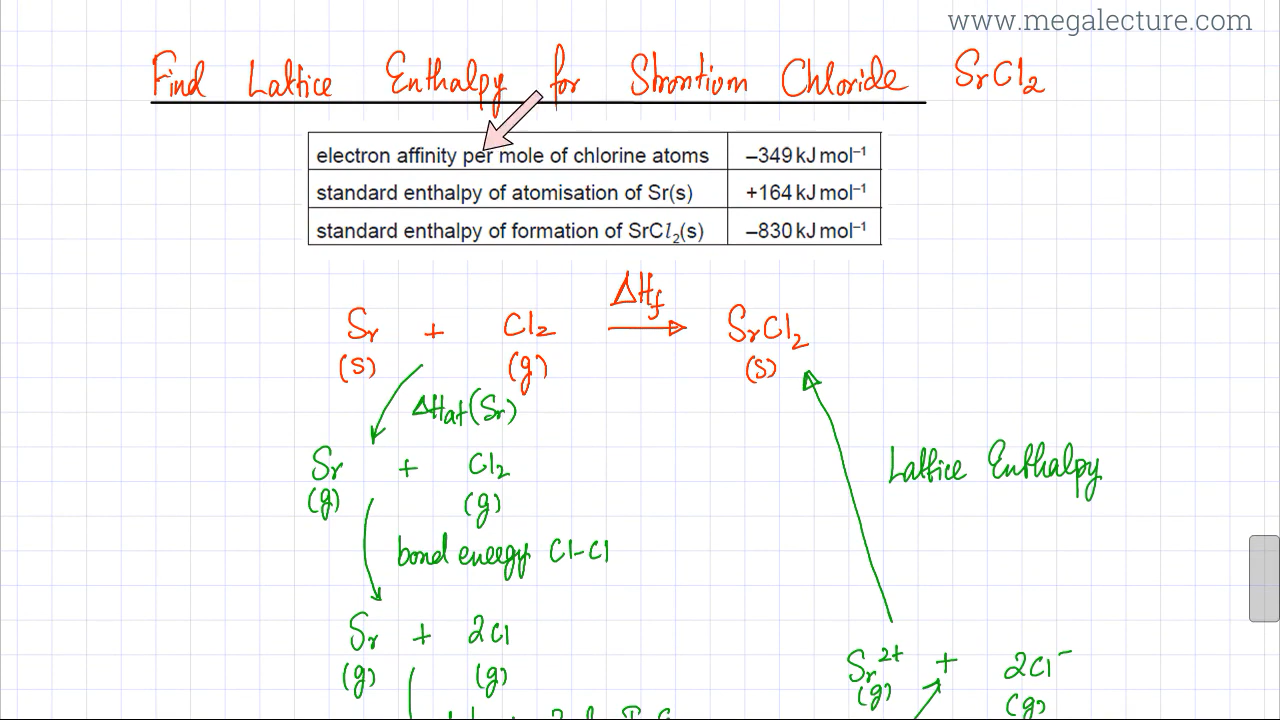 www.megalecture.com
Find Lattice Enthalpy for Strontium Chloride SrCl₂
electron affinity per mole of chlorine atoms –349 kJ mol⁻¹
standard enthalpy of atomisation of Sr(s) +164 kJ mol⁻¹
standard enthalpy of formation of SrCl₂(s) –830 kJ mol⁻¹
ΔHf
Sr + Cl₂ → SrCl₂
(s) (g) (s)
ΔHat(Sr)
Sr + Cl₂
(g) (g)
Lattice Enthalpy
bond energy Cl-Cl
Sr + 2Cl
(g) (g)
Sr²⁺ + 2Cl⁻
(g) (g)